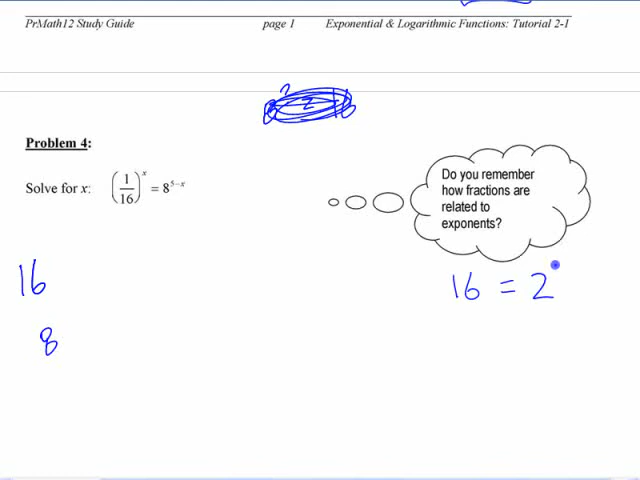 PrMath12 Study Guide page 1 Exponential & Logarithmic Functions: Tutorial 2-1
Problem 4:
Solve for x: (1/16)^x = 8^(5-x)
Do you remember
how fractions are
related to
exponents?
16
16 = 2
8